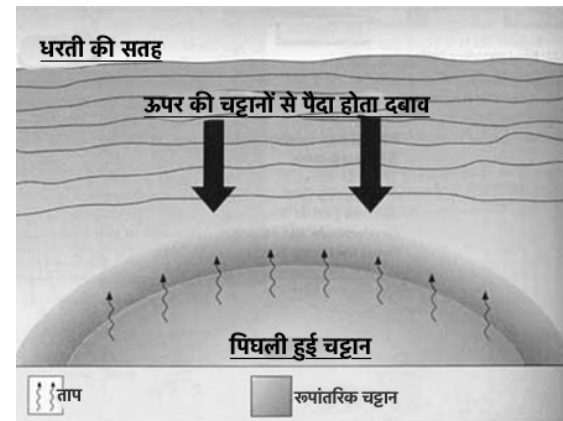 धरती की सतह
ऊपर की चट्टानों से पैदा होता दबाव
पिघली हुई चट्टान
ताप
रूपांतरिक चट्टान